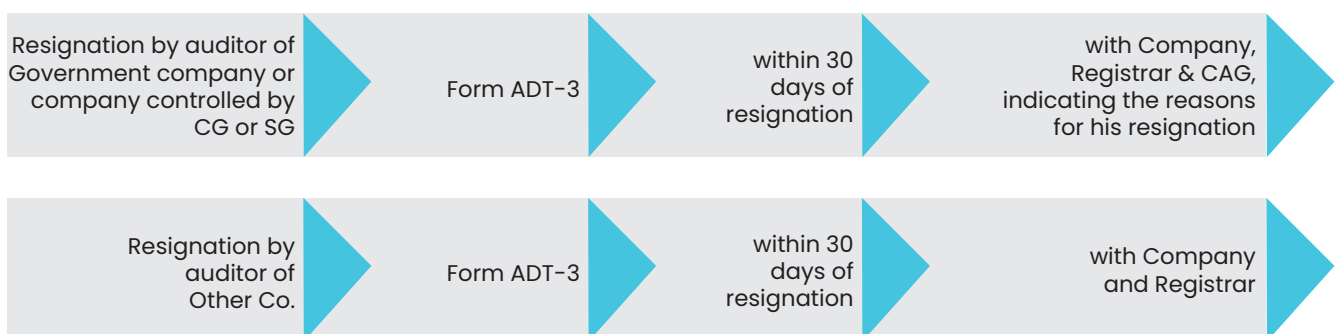 Resignation by auditor of
Government company or
company controlled by
CG or SG
Form ADT-3
within 30
days of
resignation
with Company,
Registrar & CAG,
indicating the reasons
for his resignation
Resignation by
auditor of
Other Co.
Form ADT-3
within 30
days of
resignation
with Company
and Registrar